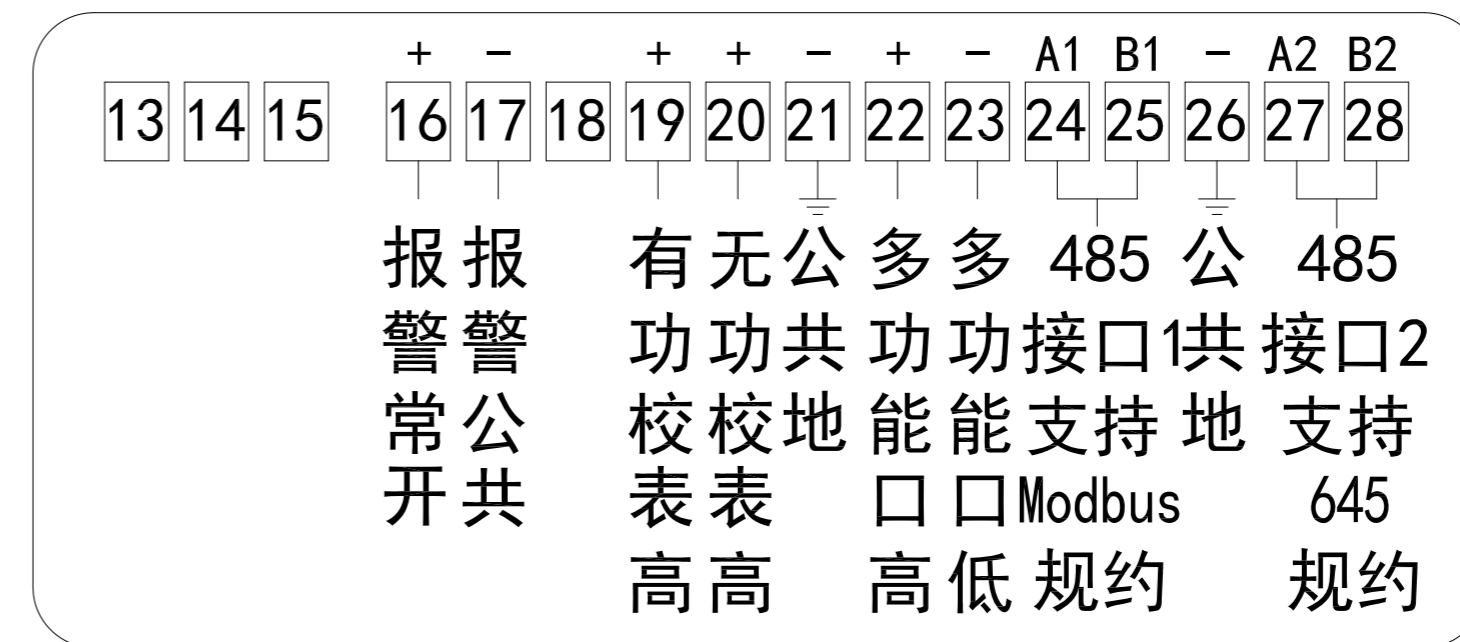 + − + + − + − A1 B1 − A2 B2
13 14 15 16 17 18 19 20 21 22 23 24 25 26 27 28
报警常开
报警公共
有功校表高
无功校表高
公共地
多功能口高
多功能口低
485
接口1
支持
Modbus
规约
公共地
485
接口2
支持
645
规约